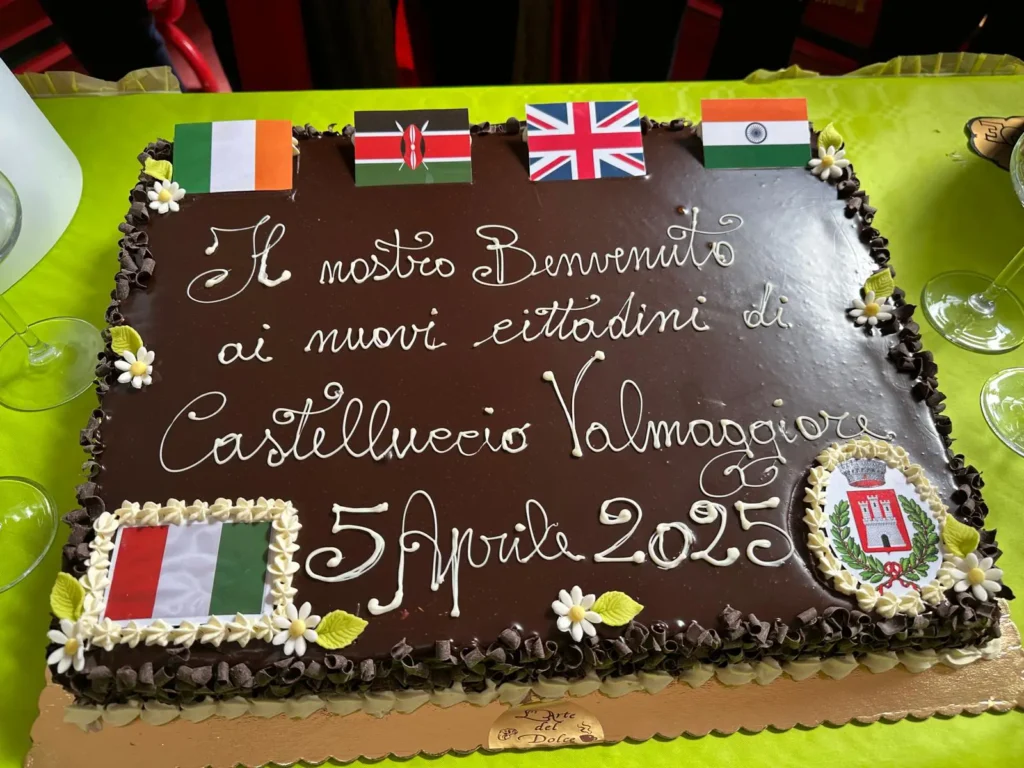 Il nostro Benvenuto
ai nuovi cittadini di
Castelluccio Valmaggiore
5 Aprile 2025
L'Arte
del
Dolce